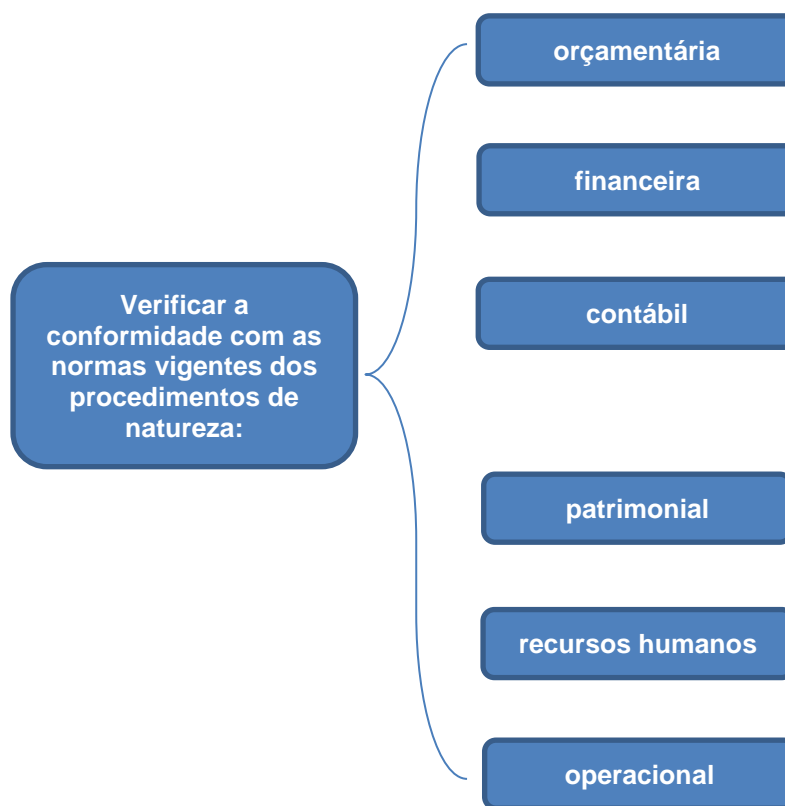 Verificar a
conformidade com as
normas vigentes dos
procedimentos de
natureza:
orçamentária
financeira
contábil
patrimonial
recursos humanos
operacional